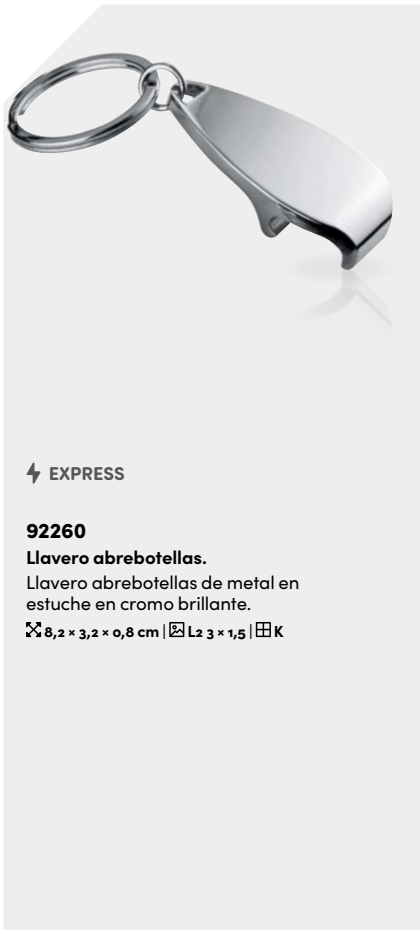 EXPRESS
92260
Llavero abrebotellas.
Llavero abrebotellas de metal en
estuche en cromo brillante.
8,2 × 3,2 × 0,8 cm | L2 3 × 1,5 | K